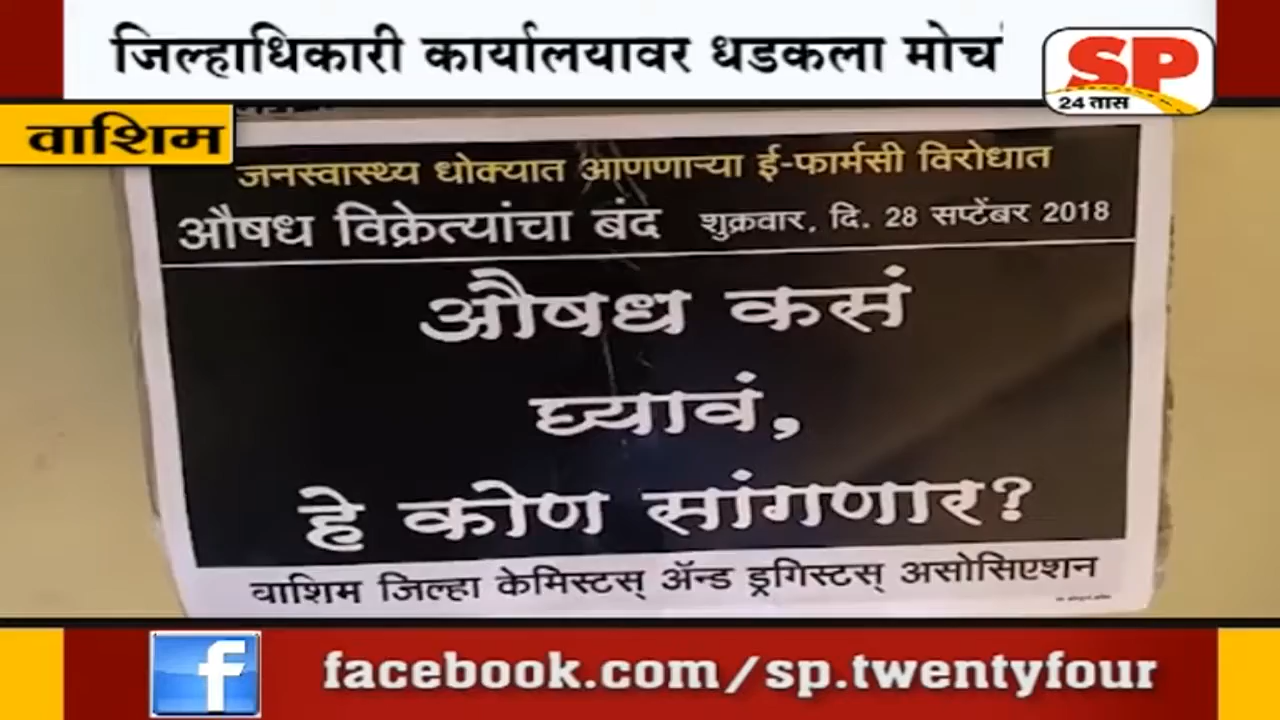 जिल्हाधिकारी कार्यालयावर धडकला
SP
24 तास
वाशिम
जनस्वास्थ्य धोक्यात आणणाऱ्या ई-फार्मसी विरोधात
औषध विक्रेत्यांचा बंद शुक्रवार, दि. 28 सप्टेंबर 2018
औषध कसं
घ्यावं,
हे कोण सांगणार?
वाशिम जिल्हा केमिस्टस् ॲन्ड ड्रगिस्टस् असोसिएशन
f
facebook.com/sp.twentyfour